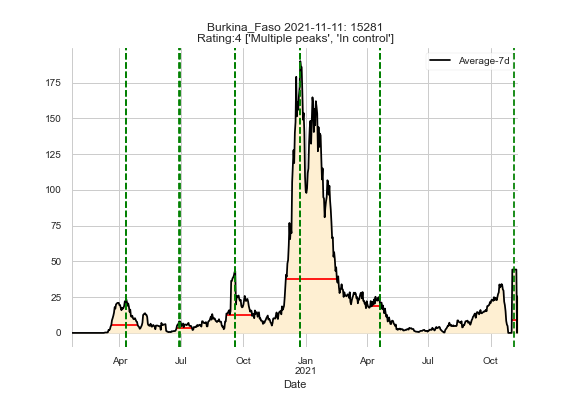 Burkina_Faso 2021-11-11: 15281
Rating:4 ['Multiple peaks', 'In control']
Average-7d
175
150
125
100
75
50
25
0
Apr Jul Oct Jan Apr Jul Oct
2021
Date